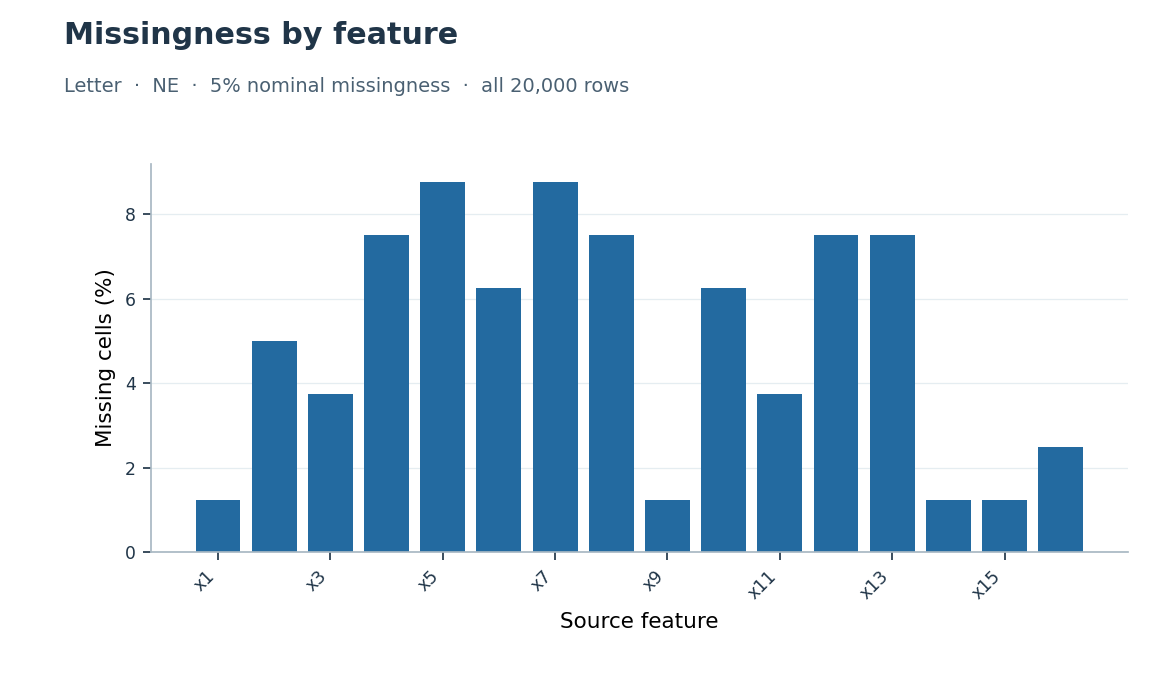 Missingness by feature
Letter · NE · 5% nominal missingness · all 20,000 rows
Missing cells (%)
8
6
4
2
0
x1 x3 x5 x7 x9 x11 x13 x15
Source feature